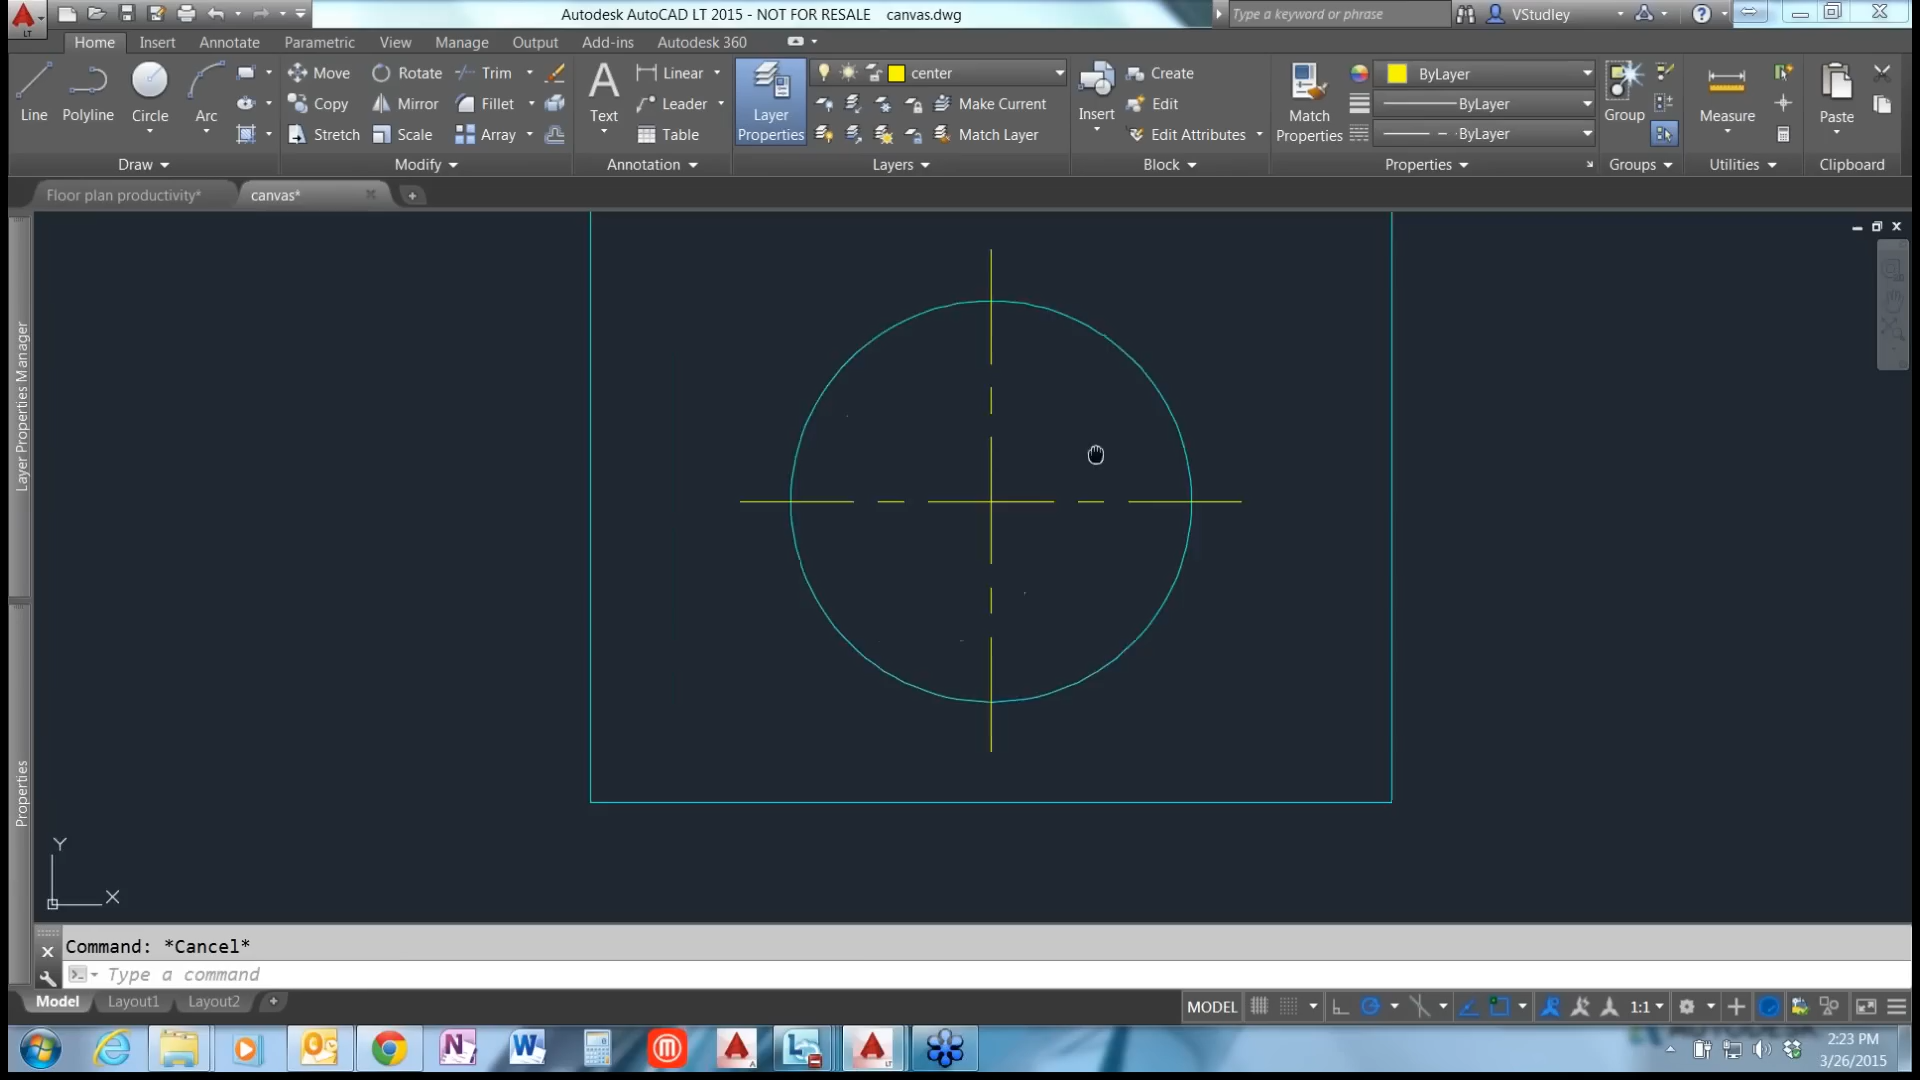 Autodesk AutoCAD LT 2015 - NOT FOR RESALE canvas.dwg
Type a keyword or phrase
VStudley
LT
Home Insert Annotate Parametric View Manage Output Add-ins Autodesk 360
Line Polyline Circle Arc
Move Rotate Trim
Copy Mirror Fillet
Stretch Scale Array
Text
Linear
Leader
Table
Layer Properties
center
Make Current
Match Layer
Insert
Create
Edit
Edit Attributes
Match Properties
ByLayer
ByLayer
ByLayer
Group
Measure
Paste
Draw Modify Annotation Layers Block Properties Groups Utilities Clipboard
Floor plan productivity* canvas*
Layer Properties Manager
Properties
Y
X
Command: *Cancel*
Type a command
Model Layout1 Layout2
MODEL 1:1
2:23 PM
3/26/2015